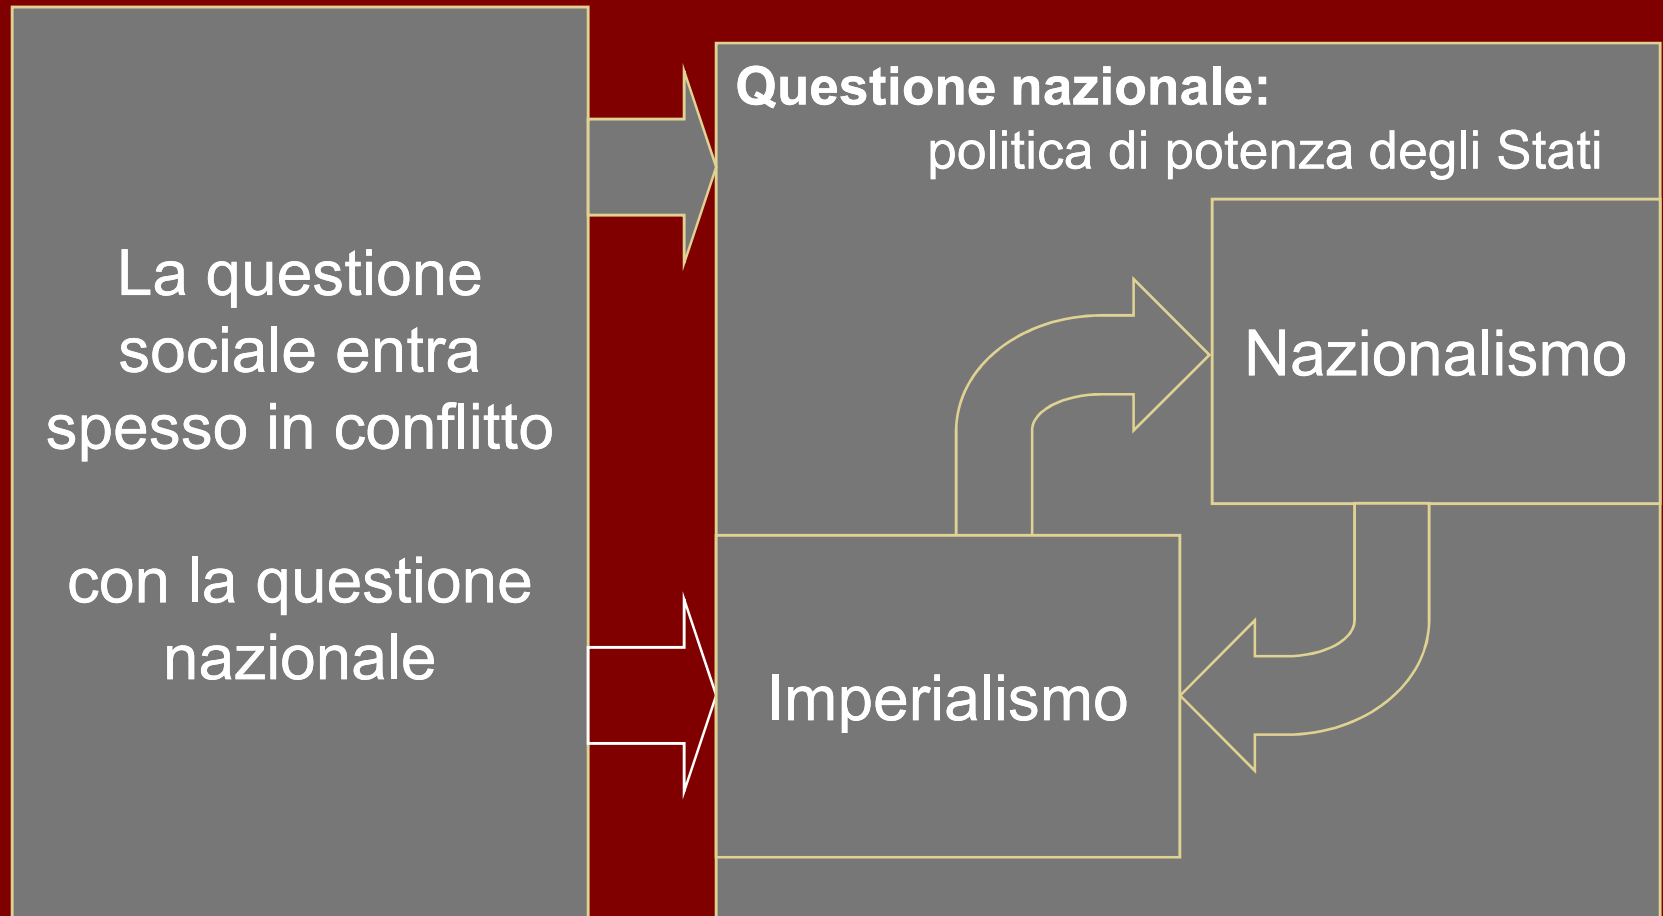 La questione
sociale entra
spesso in conflitto
con la questione
nazionale
Questione nazionale:
politica di potenza degli Stati
Nazionalismo
Imperialismo